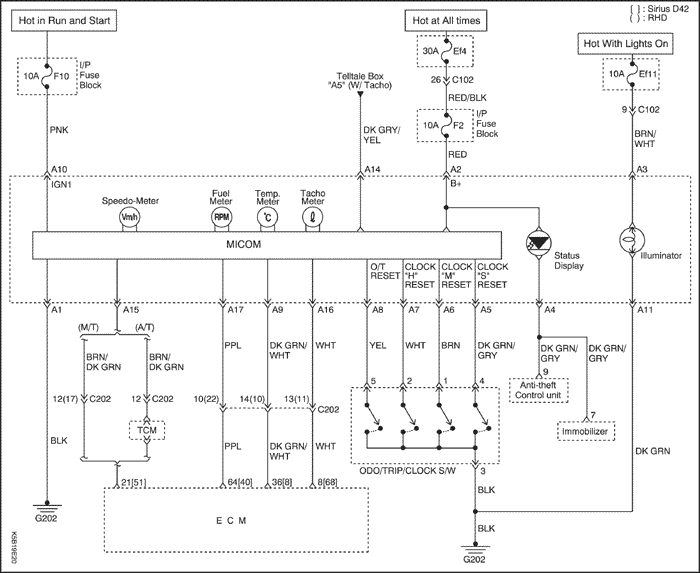 [ ] : Sirius D42
( ) : RHD
Hot in Run and Start
Hot at All times
Hot With Lights On
10A F10
I/P
Fuse
Block
Telltale Box
"A5" (W/ Tacho)
30A Ef4
26 C102
RED/BLK
10A F2
I/P
Fuse
Block
10A Ef11
9 C102
PNK
DK GRY/
YEL
RED
BRN/
WHT
A10
A14
A2
A3
IGN1
B+
Speedo-Meter
Fuel
Meter
Temp.
Meter
Tacho
Meter
Vm/h
RPM
°C
ℓ
MICOM
Status
Display
Illuminator
O/T
RESET
CLOCK
"H"
RESET
CLOCK
"M"
RESET
CLOCK
"S"
RESET
A1
A15
A17
A9
A16
A8
A7
A6
A5
A4
A11
(M/T)
(A/T)
BRN/
DK GRN
BRN/
DK GRN
PPL
DK GRN/
WHT
WHT
YEL
WHT
BRN
DK GRN/
GRY
DK GRN/
GRY
DK GRN/
GRY
12(17) C202
12 C202
10(22)
14(10)
13(11)
C202
5
2
1
4
9
Anti-theft
Control unit
7
Immobilizer
TCM
BLK
PPL
DK GRN/
WHT
WHT
DK GRN
ODO/TRIP/CLOCK S/W
3
21[51]
64[40]
36[8]
8[68]
BLK
BLK
E C M
G202
G202
KSB19E20